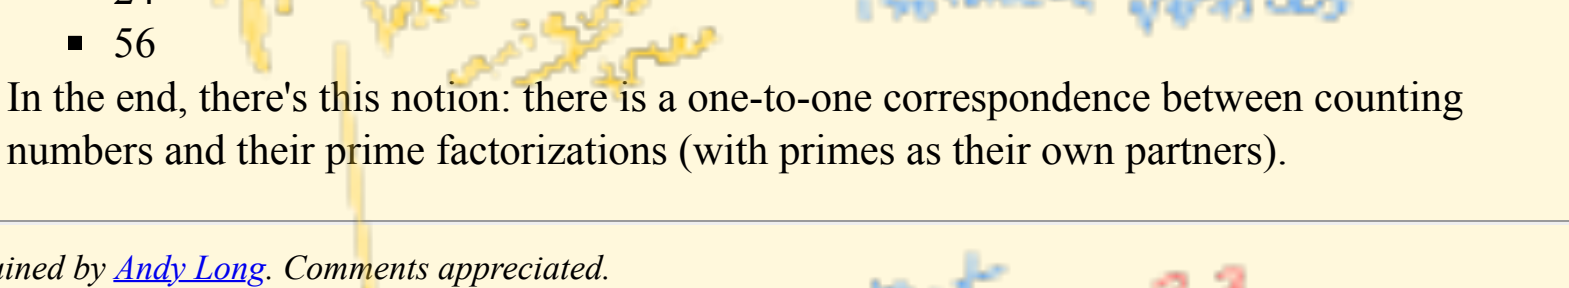 56
In the end, there's this notion: there is a one-to-one correspondence between counting
numbers and their prime factorizations (with primes as their own partners).
by Andy Long. Comments appreciated.